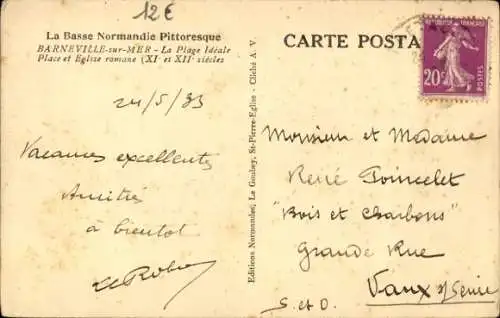 12€
La Basse Normandie Pittoresque
BARNEVILLE-sur-MER - La Plage Idéale
Place et Eglise romane (XIᵉ et XIIᵉ siècles
CARTE POSTA
20ᶜ
24/5/33
Vacances excellentes
Amitiés
à bientôt
Editions Normandes, Le Goubey, St-Pierre-Eglise - Cliché A. V.
Monsieur et Madame
René Poincelet
"Bois et Charbons"
Grande Rue
Vaux s/ Seine
S. et O.